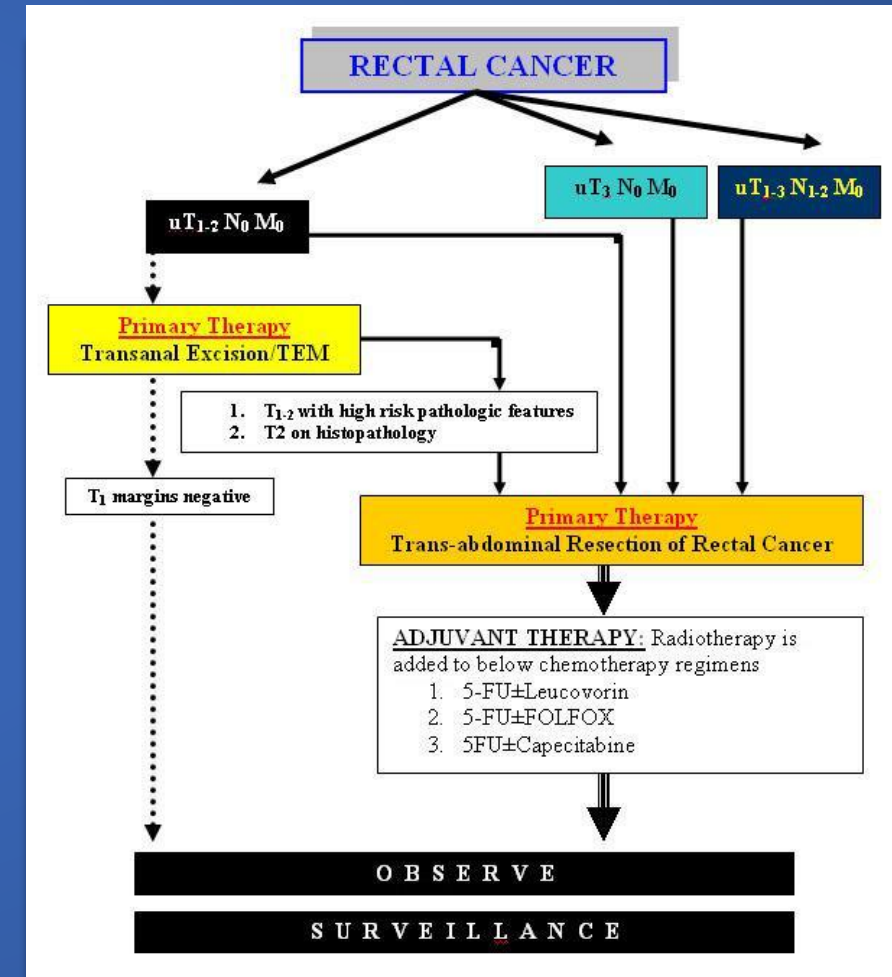 RECTAL CANCER
uT1-2 N0 M0
uT3 N0 M0
uT1-3 N1-2 M0
Primary Therapy
Transanal Excision/TEM
1. T1-2 with high risk pathologic features
2. T2 on histopathology
T1 margins negative
Primary Therapy
Trans-abdominal Resection of Rectal Cancer
ADJUVANT THERAPY: Radiotherapy is
added to below chemotherapy regimens
1. 5-FU±Leucovorin
2. 5-FU±FOLFOX
3. 5FU±Capecitabine
O B S E R V E
S U R V E I L L A N C E